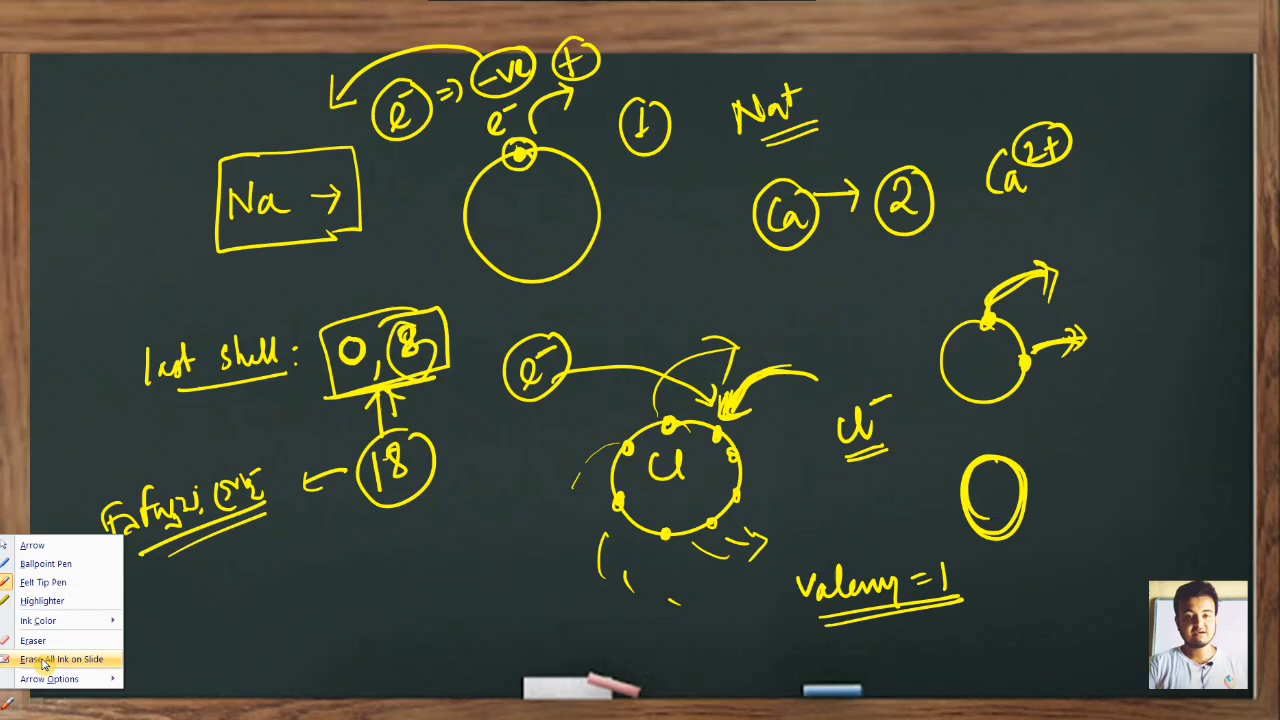 e⁻ ⇒ -ve +
e⁻
1
Na⁺
Na →
Ca → 2
Ca²⁺
last shell: 0, 8
e⁻
Cl
Cl⁻
18
valency = 1
Arrow
Ballpoint Pen
Felt Tip Pen
Highlighter
Ink Color
Eraser
Erase All Ink on Slide
Arrow Options